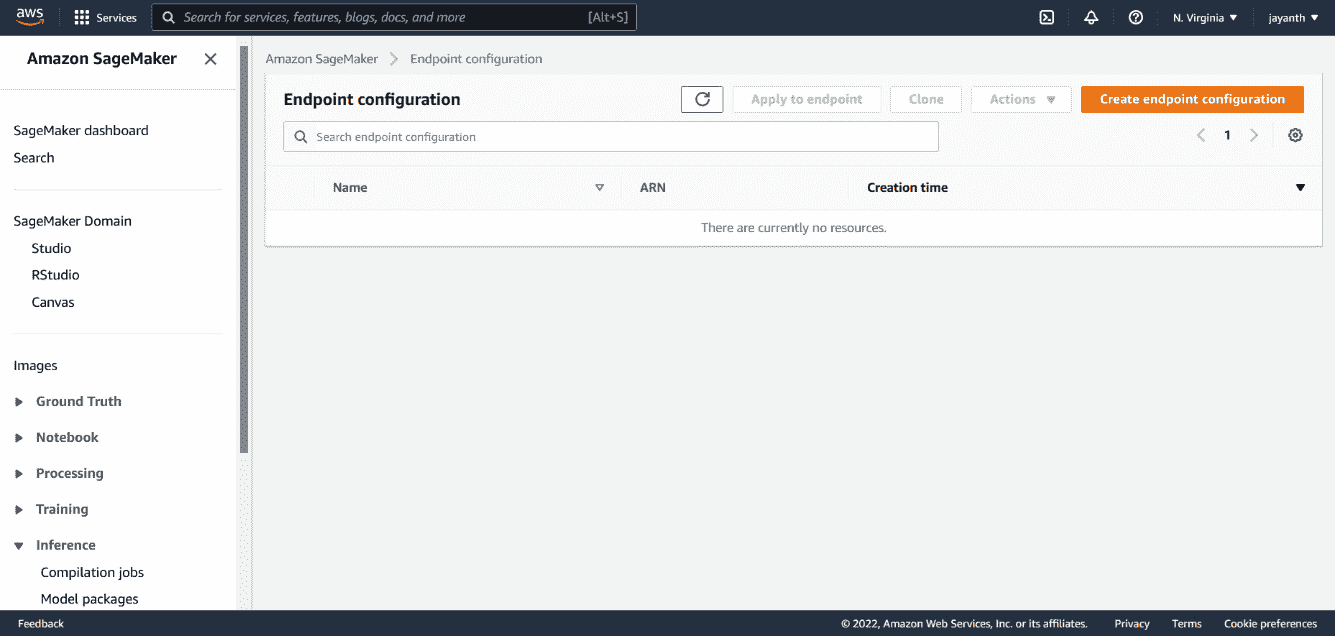 aws Services Search for services, features, blogs, docs, and more [Alt+S] N. Virginia jayanth
Amazon SageMaker
SageMaker dashboard
Search
SageMaker Domain
Studio
RStudio
Canvas
Images
Ground Truth
Notebook
Processing
Training
Inference
Compilation jobs
Model packages
Amazon SageMaker Endpoint configuration
Endpoint configuration Apply to endpoint Clone Actions Create endpoint configuration
Search endpoint configuration 1
Name ARN Creation time
There are currently no resources.
Feedback © 2022, Amazon Web Services, Inc. or its affiliates. Privacy Terms Cookie preferences